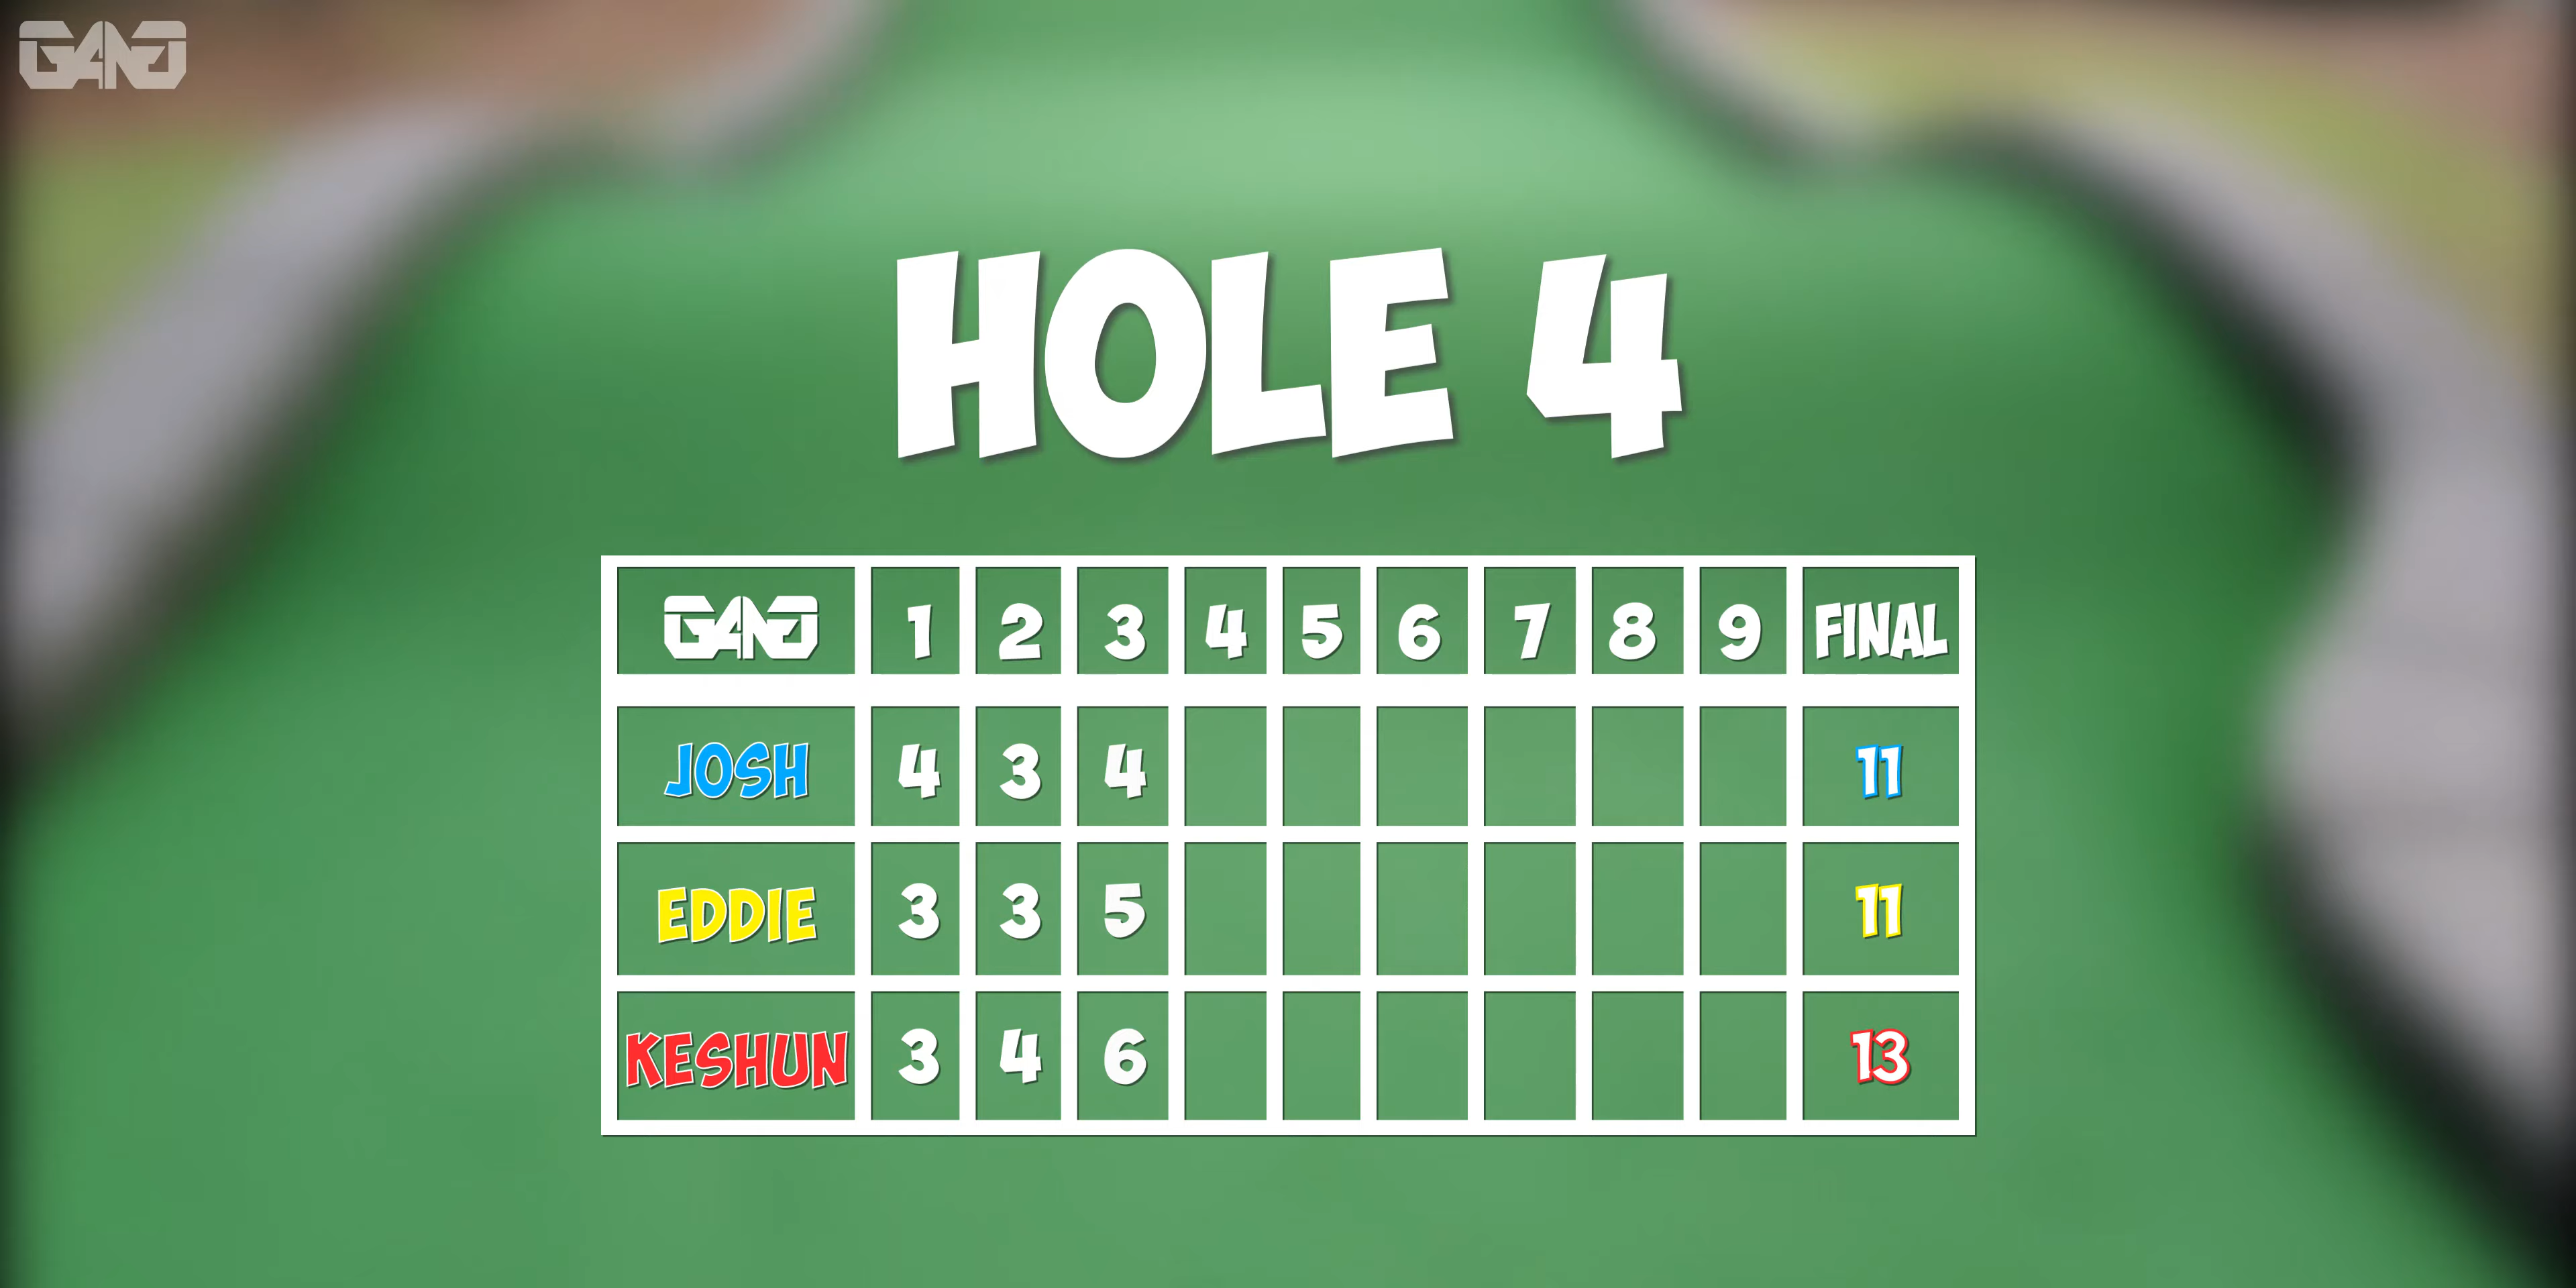 GANG
HOLE 4
GANG 1 2 3 4 5 6 7 8 9 FINAL
JOSH 4 3 4 11
EDDIE 3 3 5 11
KESHUN 3 4 6 13